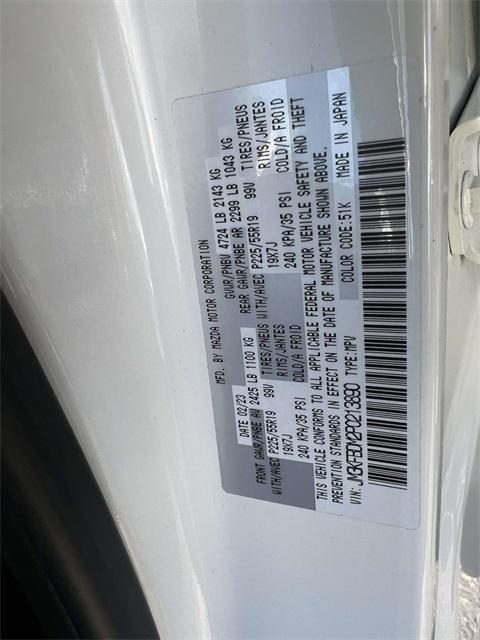 MFD. BY MAZDA MOTOR CORPORATION
DATE 02/23 GVWR/PNBV 4724 LB 2143 KG
FRONT GAWR/PNBE AV 2425 LB 1100 KG REAR GAWR/PNBE AR 2299 LB 1043 KG
WITH/AVEC P225/55R19 99V TIRES/PNEUS WITH/AVEC P225/55R19 99V TIRES/PNEUS
19X7J RIMS/JANTES 19X7J RIMS/JANTES
240 KPA/35 PSI COLD/A FROID 240 KPA/35 PSI COLD/A FROID
THIS VEHICLE CONFORMS TO ALL APPLICABLE FEDERAL MOTOR VEHICLE SAFETY AND THEFT
PREVENTION STANDARDS IN EFFECT ON THE DATE OF MANUFACTURE SHOWN ABOVE.
VIN: TYPE:MPV COLOR CODE:51K MADE IN JAPAN